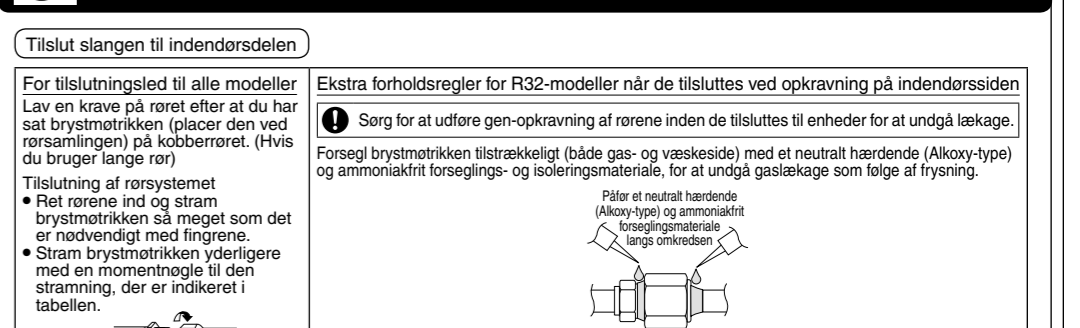 Tilslut slangen til indendørsdelen
For tilslutningsled til alle modeller
Lav en krave på røret efter at du har
sat brystmøtrikken (placer den ved
rørsamlingen) på kobberrøret. (Hvis
du bruger lange rør)
Tilslutning af rørsystemet
● Ret rørene ind og stram
brystmøtrikken så meget som det
er nødvendigt med fingrene.
● Stram brystmøtrikken yderligere
med en momentnøgle til den
stramning, der er indikeret i
tabellen.
Ekstra forholdsregler for R32-modeller når de tilsluttes ved opkravning på indendørssiden
Sørg for at udføre gen-opkravning af rørene inden de tilsluttes til enheder for at undgå lækage.
Forsegl brystmøtrikken tilstrækkeligt (både gas- og væskeside) med et neutralt hærdende (Alkoxy-type)
og ammoniakfrit forseglings- og isoleringsmateriale, for at undgå gaslækage som følge af frysning.
Påfør et neutralt hærdende
(Alkoxy-type) og ammoniakfrit
forseglingsmateriale
langs omkredsen